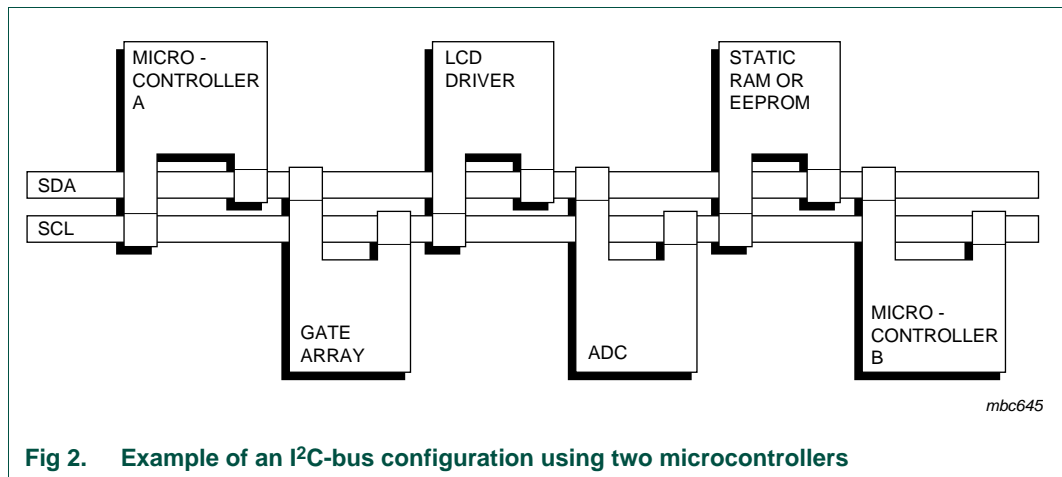 MICRO -
CONTROLLER
A
LCD
DRIVER
STATIC
RAM OR
EEPROM
SDA
SCL
GATE
ARRAY
ADC
MICRO -
CONTROLLER
B
mbc645
Fig 2. Example of an I²C-bus configuration using two microcontrollers